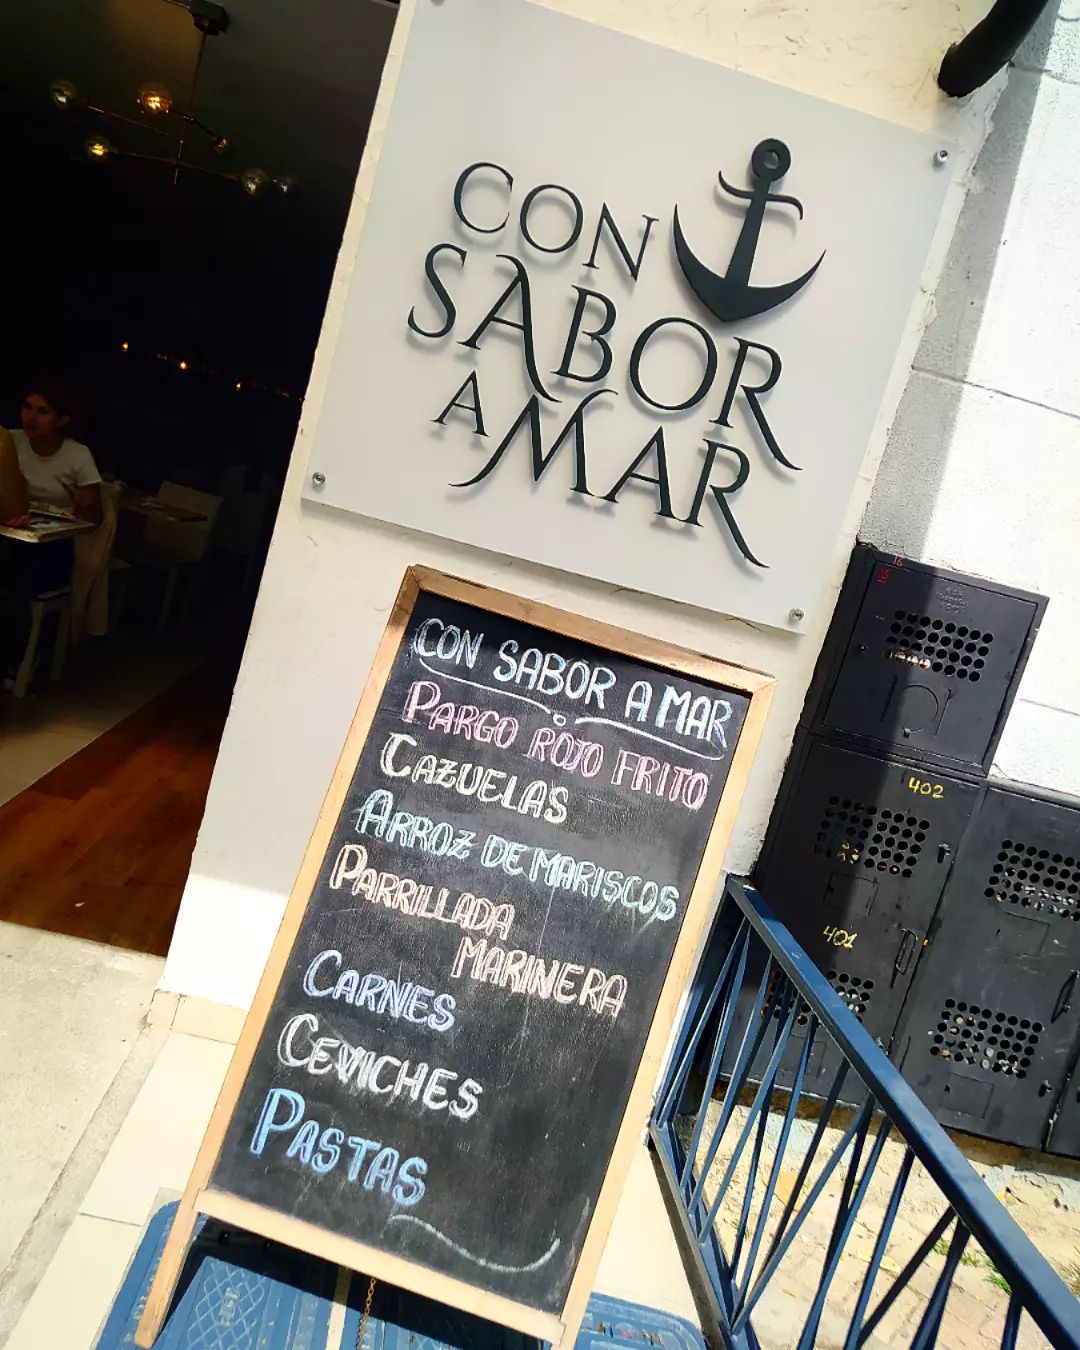 CON
SABOR
A MAR
CON SABOR A MAR
PARGO ROJO FRITO
CAZUELAS
ARROZ DE MARISCOS
PARRILLADA
MARINERA
CARNES
CEVICHES
PASTAS
402
401